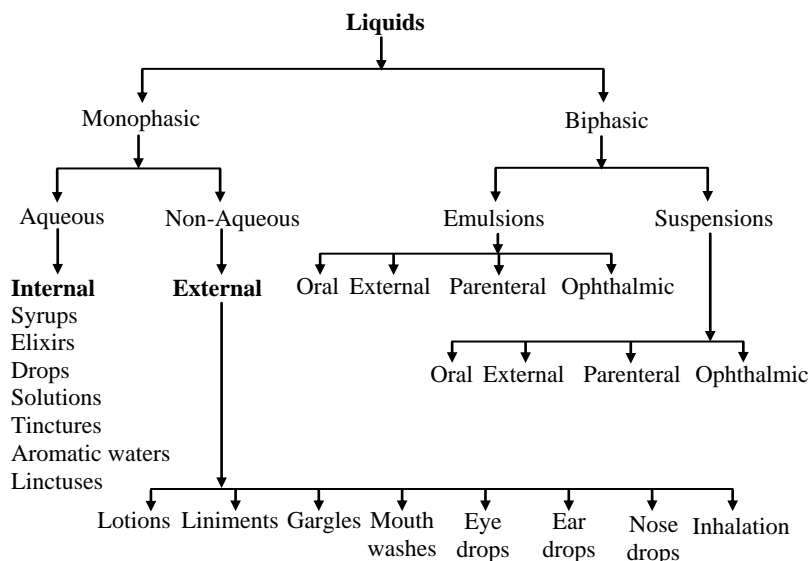 Liquids
Monophasic Biphasic
Aqueous Non-Aqueous Emulsions Suspensions
Internal External Oral External Parenteral Ophthalmic
Syrups
Elixirs
Drops
Oral External Parenteral Ophthalmic
Solutions
Tinctures
Aromatic waters
Linctuses
Lotions Liniments Gargles Mouth washes Eye drops Ear drops Nose drops Inhalation